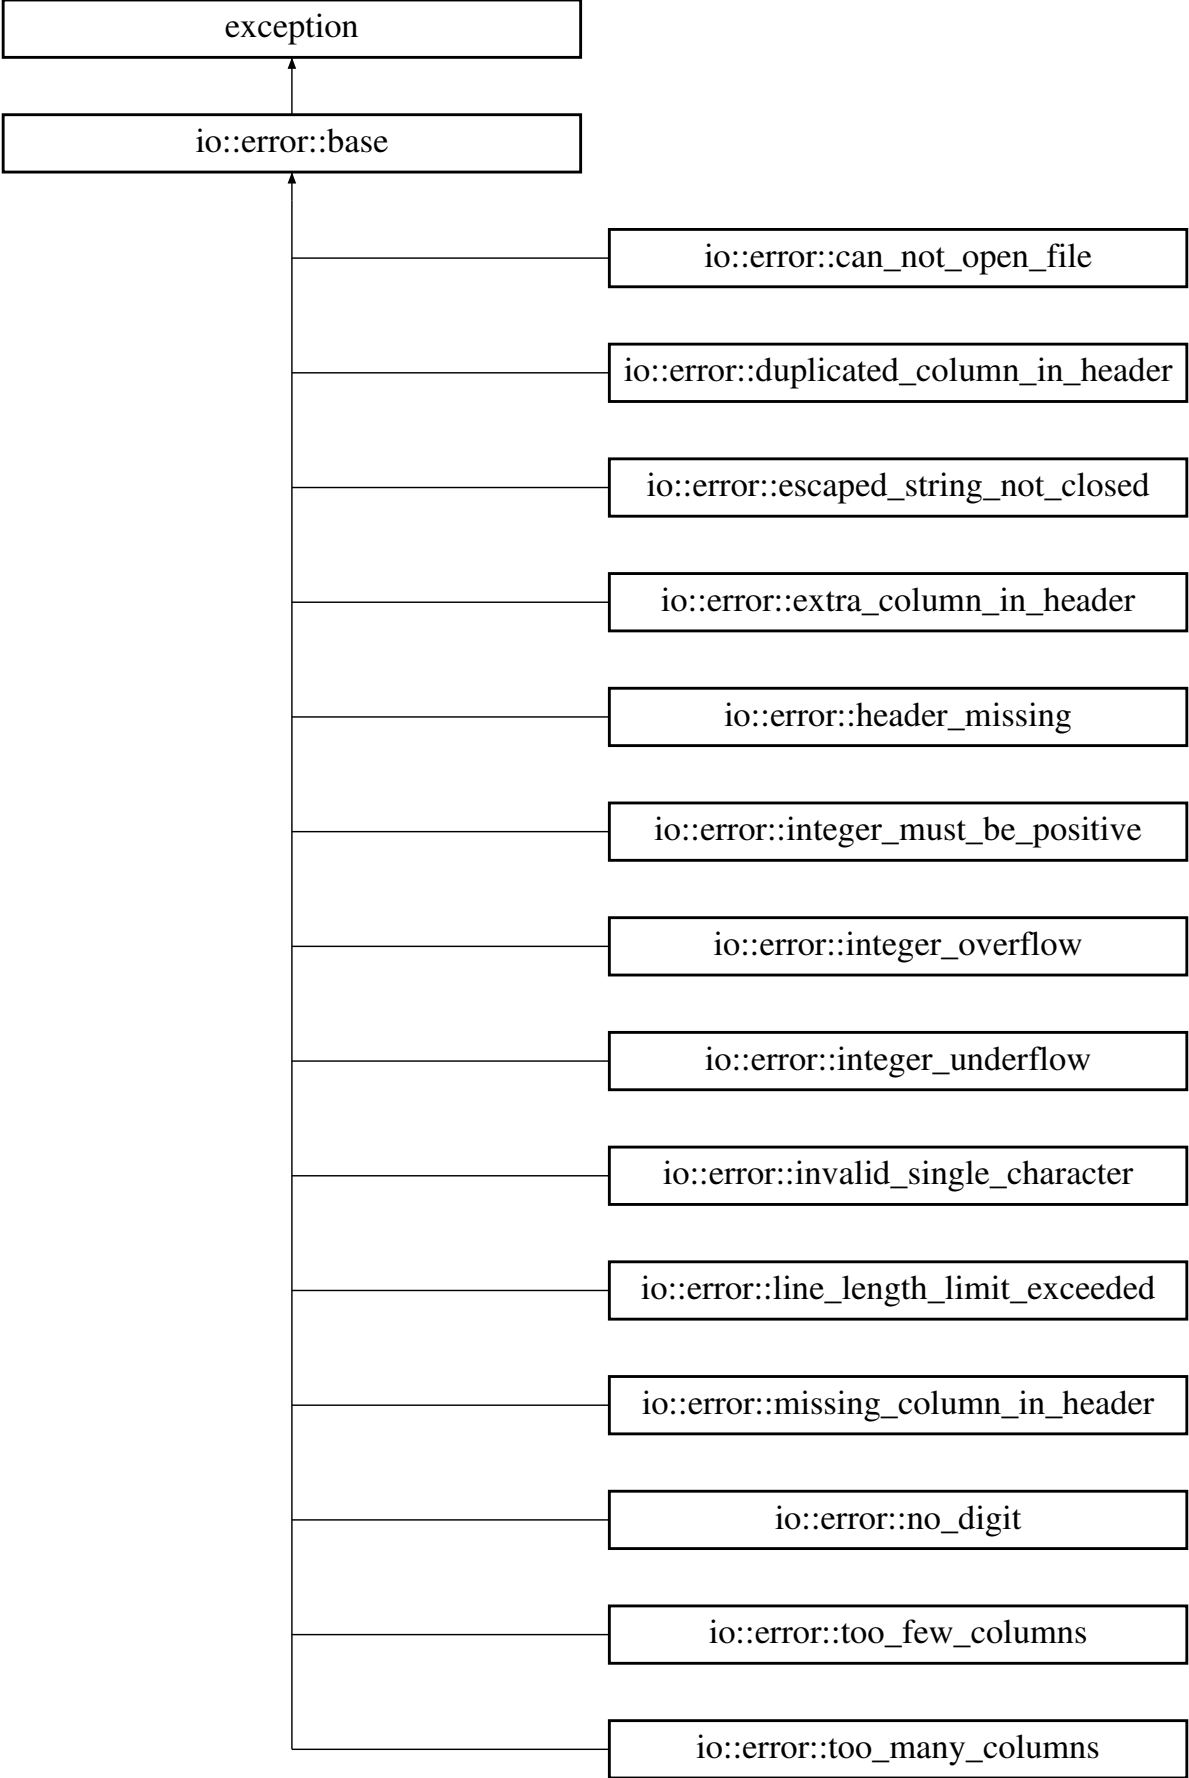 exception
io::error::base
io::error::can_not_open_file
io::error::duplicated_column_in_header
io::error::escaped_string_not_closed
io::error::extra_column_in_header
io::error::header_missing
io::error::integer_must_be_positive
io::error::integer_overflow
io::error::integer_underflow
io::error::invalid_single_character
io::error::line_length_limit_exceeded
io::error::missing_column_in_header
io::error::no_digit
io::error::too_few_columns
io::error::too_many_columns